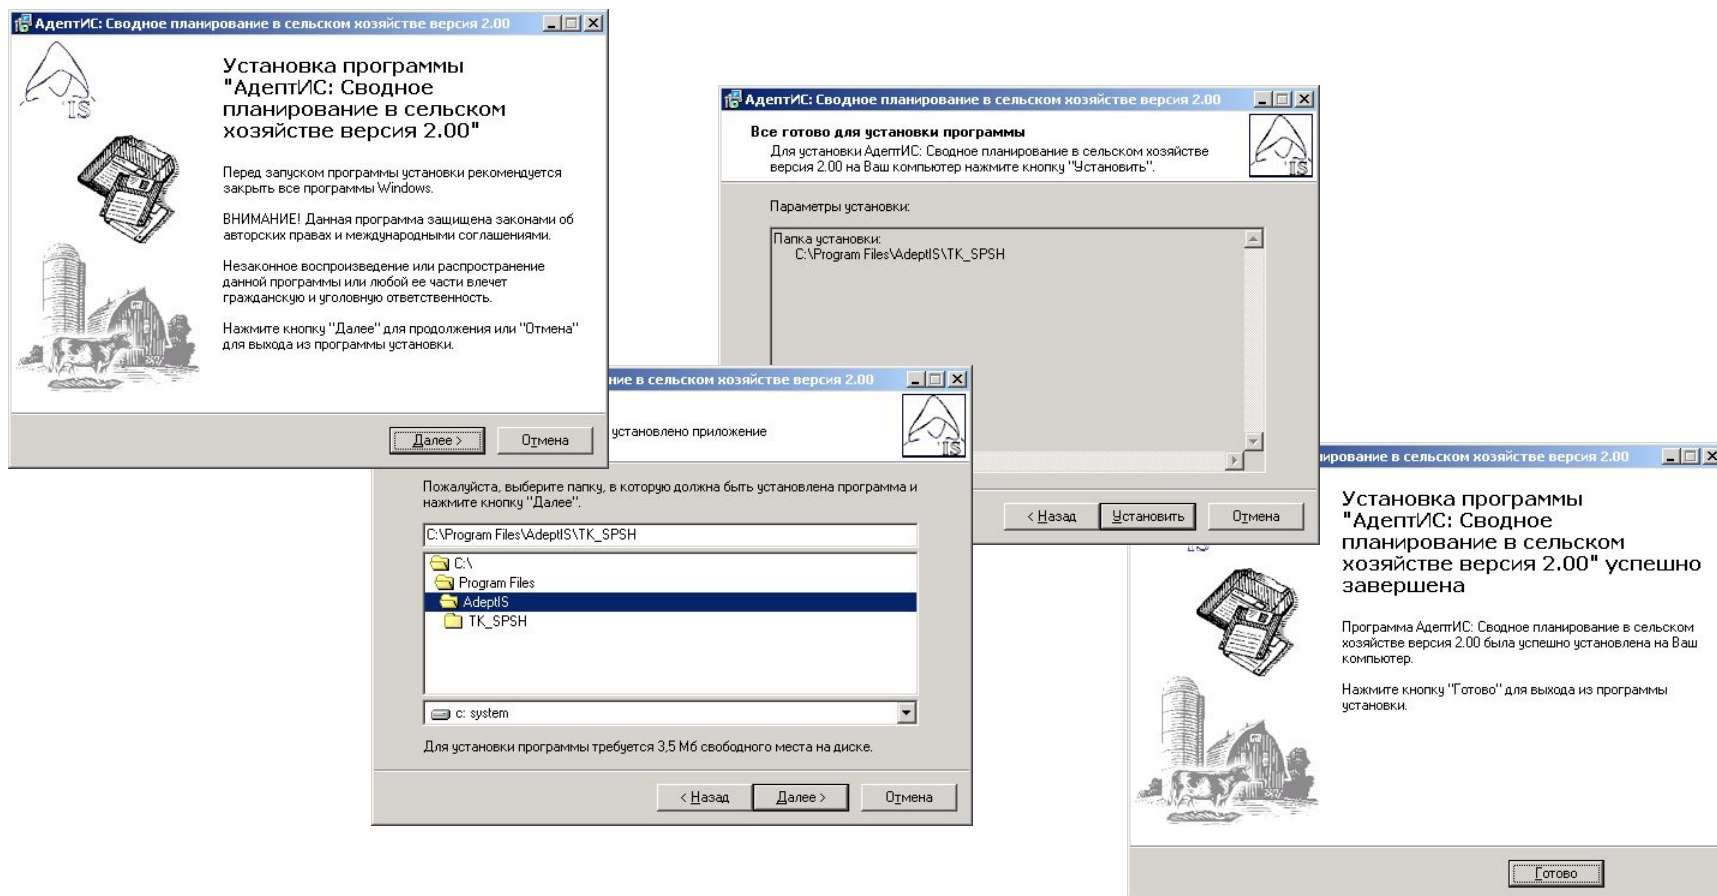 АдептИС: Сводное планирование в сельском хозяйстве версия 2.00
IS
Установка программы
"АдептИС: Сводное
планирование в сельском
хозяйстве версия 2.00"
Перед запуском программы установки рекомендуется
закрыть все программы Windows.
ВНИМАНИЕ! Данная программа защищена законами об
авторских правах и международными соглашениями.
Незаконное воспроизведение или распространение
данной программы или любой ее части влечет
гражданскую и уголовную ответственность.
Нажмите кнопку "Далее" для продолжения или "Отмена"
для выхода из программы установки.
Далее >
Отмена
ние в сельском хозяйстве версия 2.00
установлено приложение
IS
Пожалуйста, выберите папку, в которую должна быть установлена программа и
нажмите кнопку "Далее".
C:\Program Files\AdeptIS\TK_SPSH
C:\
Program Files
AdeptIS
TK_SPSH
c: system
Для установки программы требуется 3,5 Мб свободного места на диске.
< Назад
Далее >
Отмена
АдептИС: Сводное планирование в сельском хозяйстве версия 2.00
Все готово для установки программы
Для установки АдептИС: Сводное планирование в сельском хозяйстве
версия 2.00 на Ваш компьютер нажмите кнопку "Установить".
IS
Параметры установки:
Папка установки:
C:\Program Files\AdeptIS\TK_SPSH
< Назад
Установить
Отмена
нирование в сельском хозяйстве версия 2.00
Установка программы
"АдептИС: Сводное
планирование в сельском
хозяйстве версия 2.00" успешно
завершена
Программа АдептИС: Сводное планирование в сельском
хозяйстве версия 2.00 была успешно установлена на Ваш
компьютер.
Нажмите кнопку "Готово" для выхода из программы
установки.
Готово